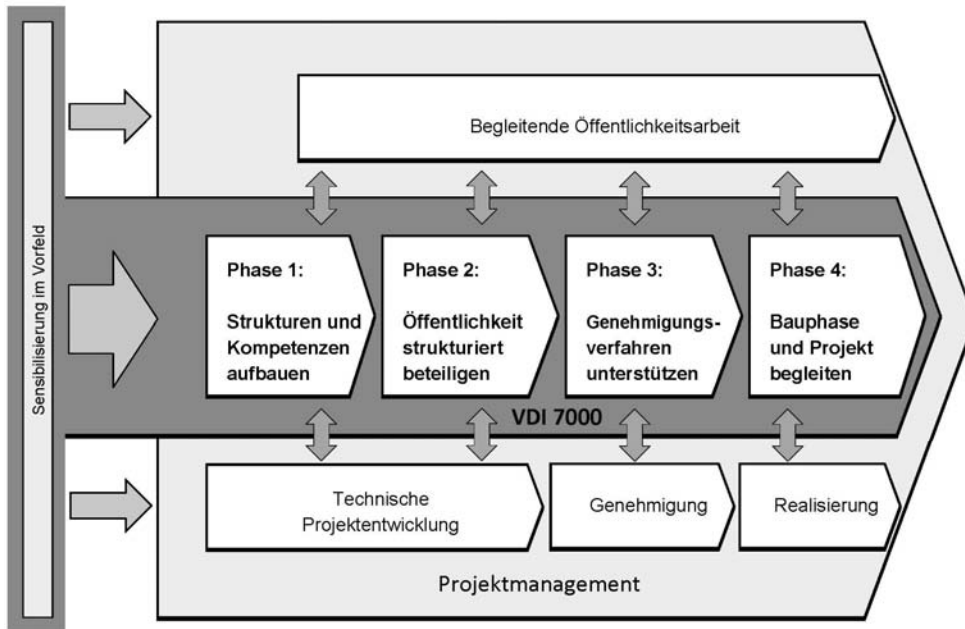 Sensibilisierung im Vorfeld
Begleitende Öffentlichkeitsarbeit
Phase 1:
Strukturen und
Kompetenzen
aufbauen
Phase 2:
Öffentlichkeit
strukturiert
beteiligen
Phase 3:
Genehmigungs-
verfahren
unterstützen
Phase 4:
Bauphase
und Projekt
begleiten
VDI 7000
Technische
Projektentwicklung
Genehmigung
Realisierung
Projektmanagement